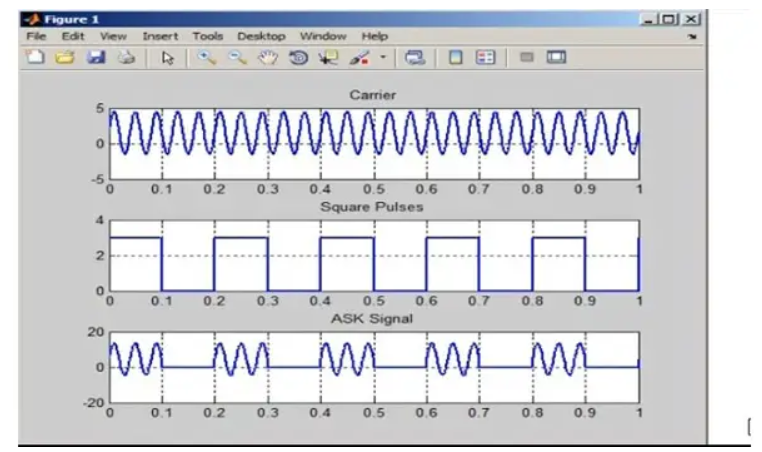 Figure 1
File Edit View Insert Tools Desktop Window Help
Carrier
5
0
-5
0 0.1 0.2 0.3 0.4 0.5 0.6 0.7 0.8 0.9 1
Square Pulses
4
2
0
0 0.1 0.2 0.3 0.4 0.5 0.6 0.7 0.8 0.9 1
ASK Signal
20
0
-20
0 0.1 0.2 0.3 0.4 0.5 0.6 0.7 0.8 0.9 1